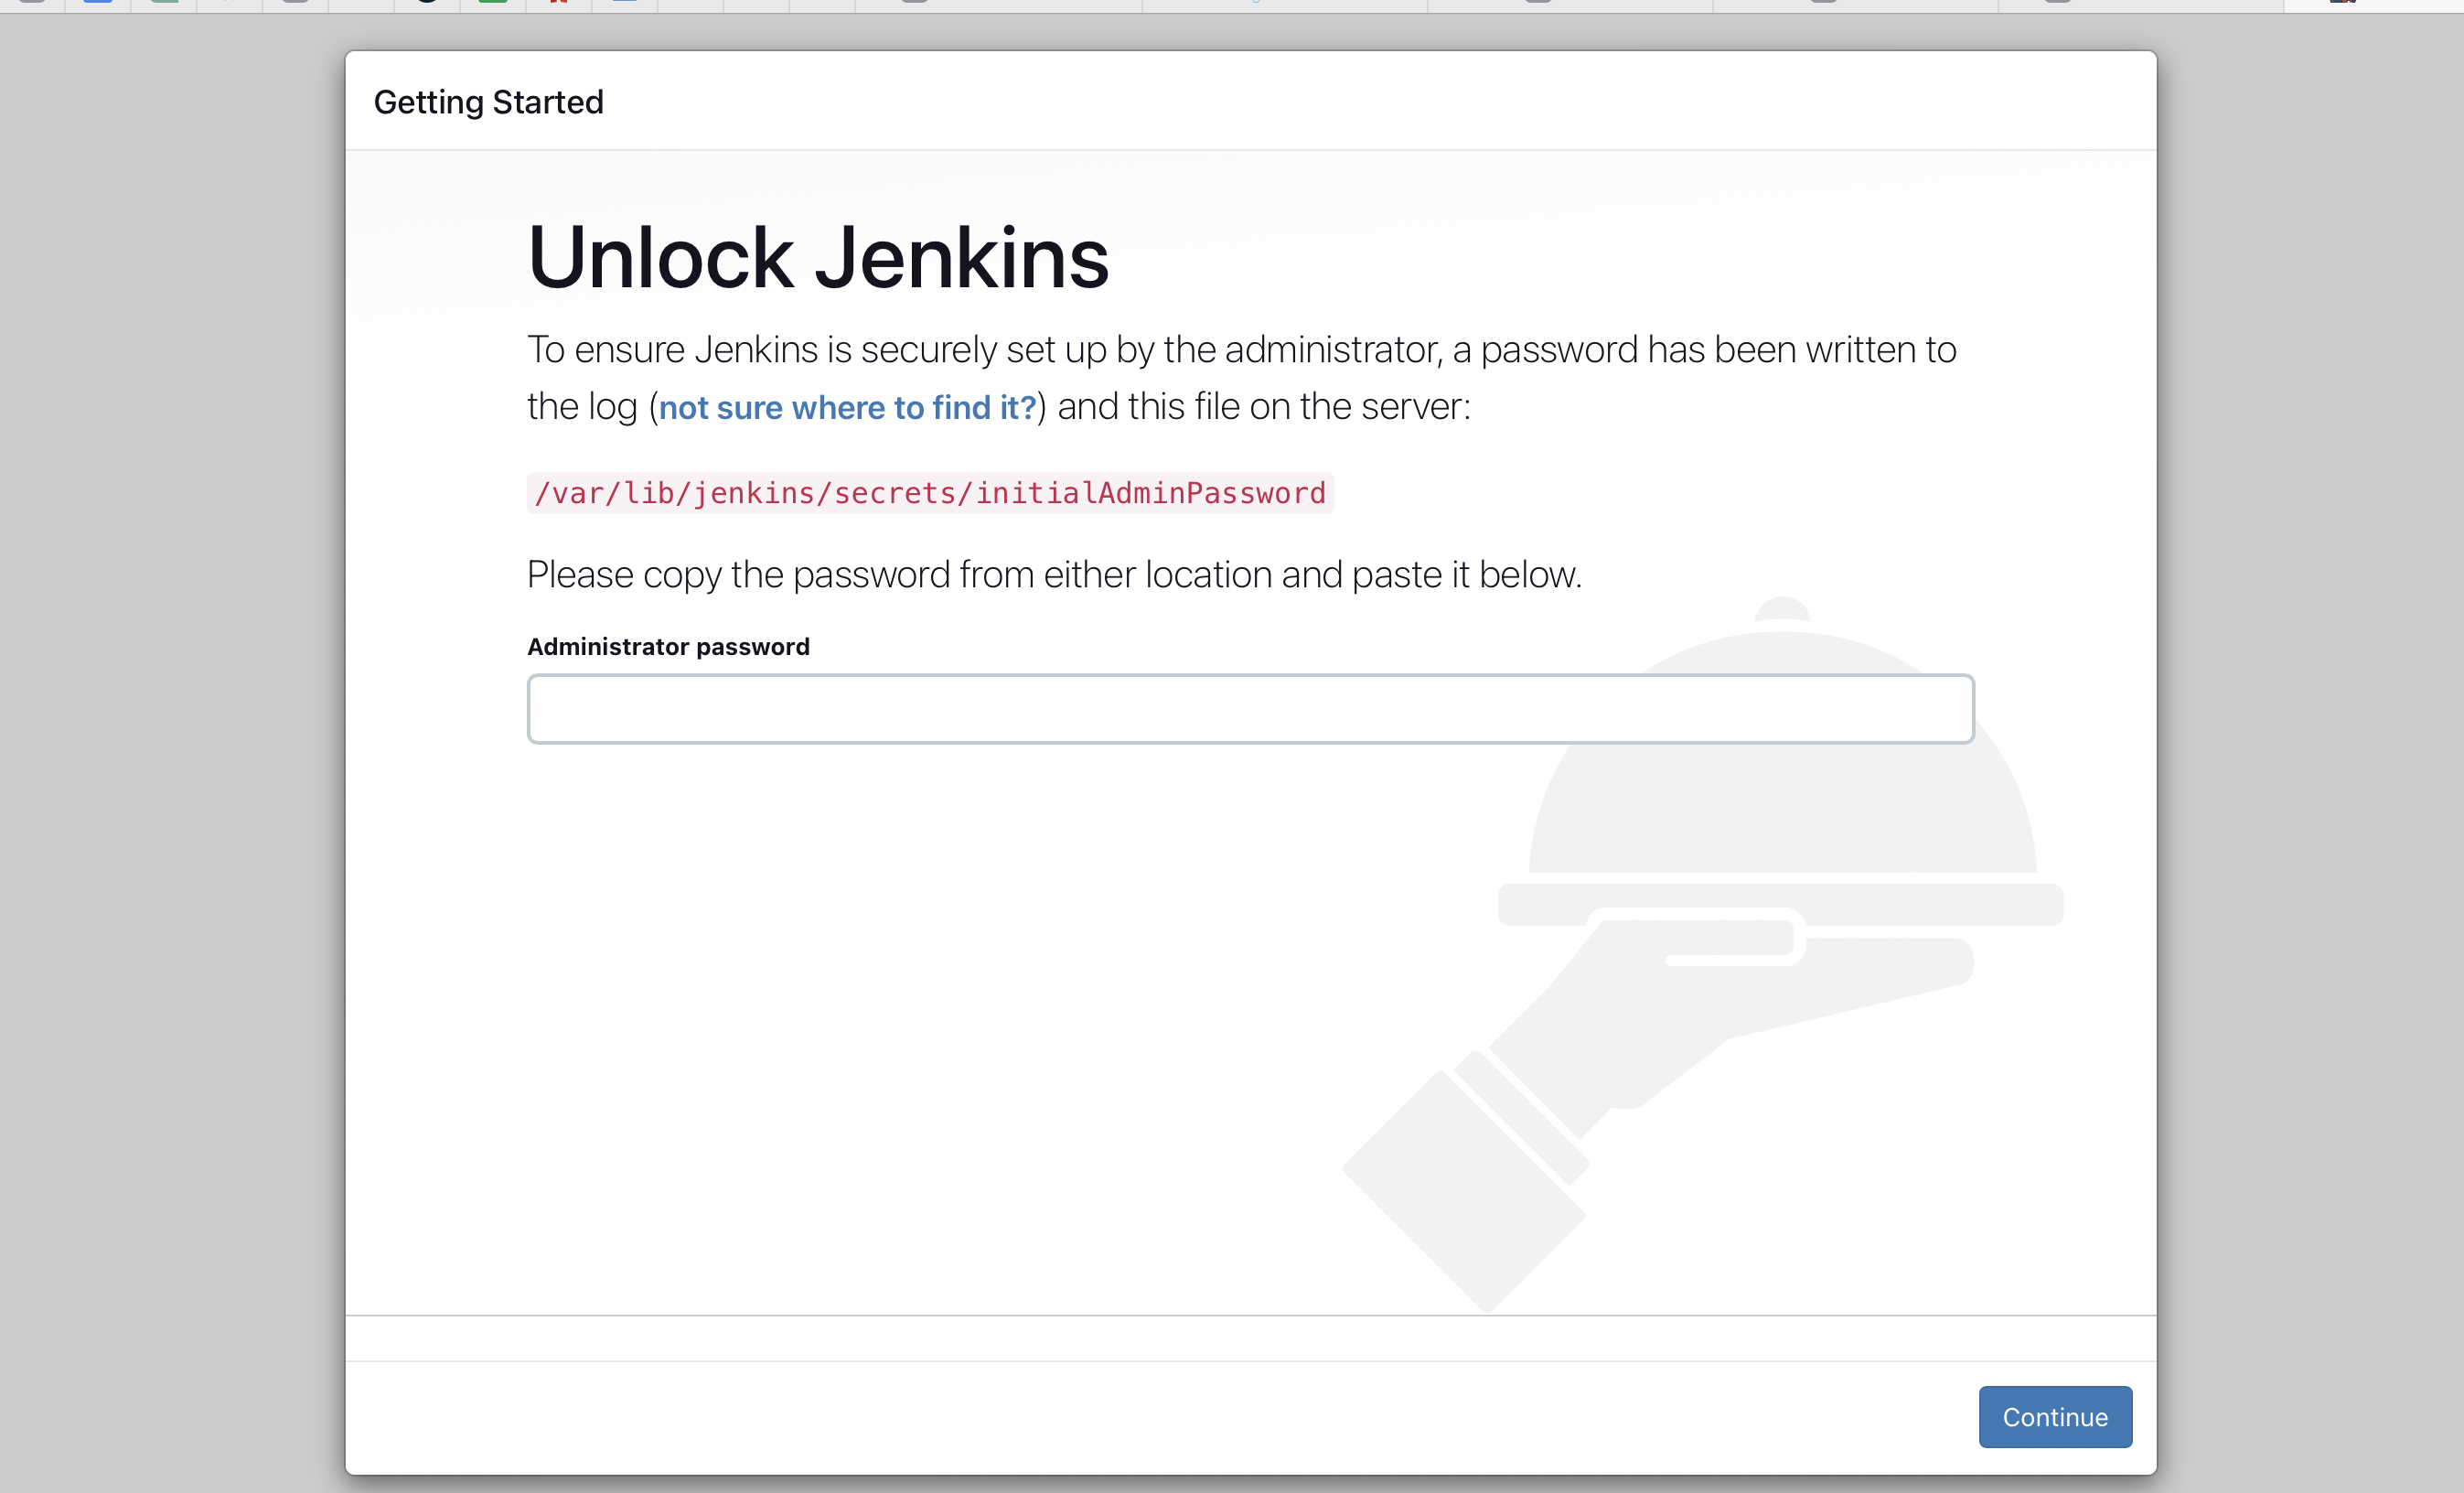 Getting Started
Unlock Jenkins
To ensure Jenkins is securely set up by the administrator, a password has been written to
the log (not sure where to find it?) and this file on the server:
/var/lib/jenkins/secrets/initialAdminPassword
Please copy the password from either location and paste it below.
Administrator password
Continue